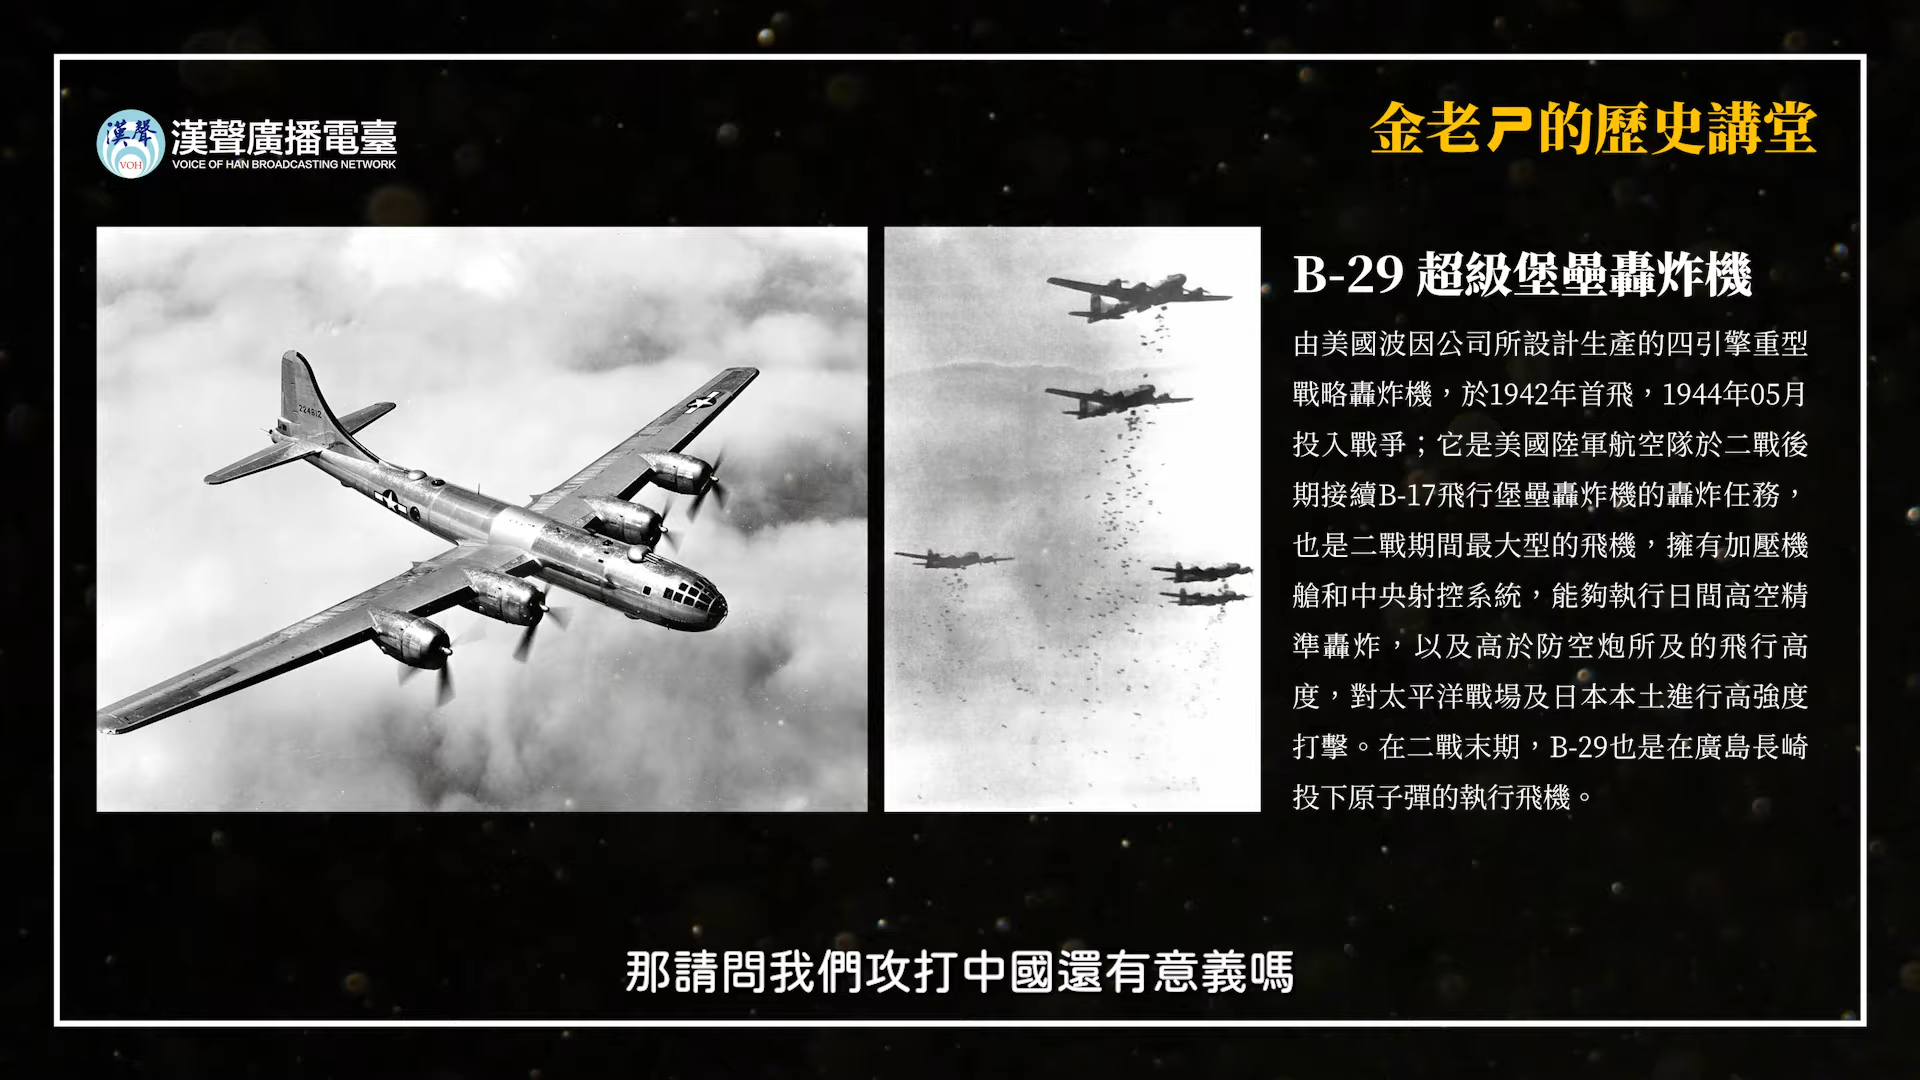 漢聲
VOH
漢聲廣播電臺
VOICE OF HAN BROADCASTING NETWORK
金老ㄕ的歷史講堂
224612
B-29 超級堡壘轟炸機
由美國波因公司所設計生產的四引擎重型
戰略轟炸機，於1942年首飛，1944年05月
投入戰爭；它是美國陸軍航空隊於二戰後
期接續B-17飛行堡壘轟炸機的轟炸任務，
也是二戰期間最大型的飛機，擁有加壓機
艙和中央射控系統，能夠執行日間高空精
準轟炸，以及高於防空炮所及的飛行高
度，對太平洋戰場及日本本土進行高強度
打擊。在二戰末期，B-29也是在廣島長崎
投下原子彈的執行飛機。
那請問我們攻打中國還有意義嗎